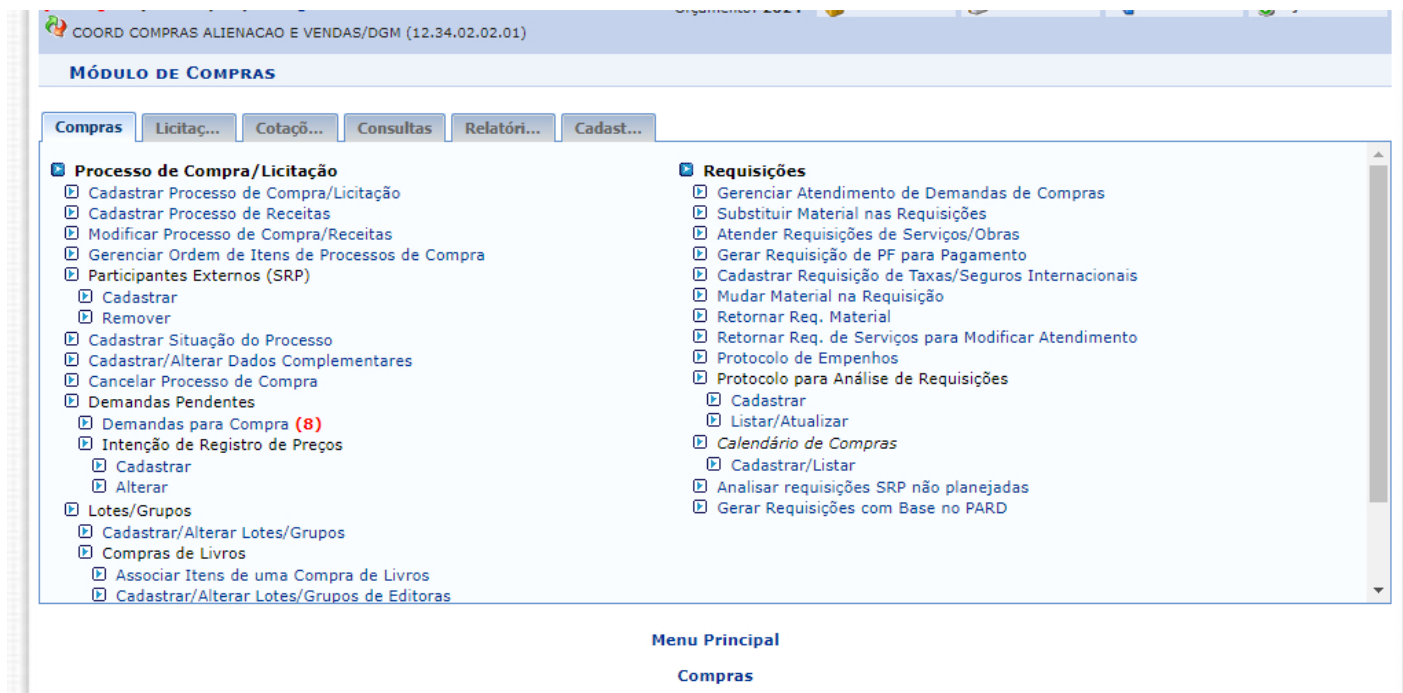 Orçamento: 2024
COORD COMPRAS ALIENACAO E VENDAS/DGM (12.34.02.02.01)
MÓDULO DE COMPRAS
Compras
Licitaç...
Cotaçõ...
Consultas
Relatóri...
Cadast...
Processo de Compra/Licitação
Cadastrar Processo de Compra/Licitação
Cadastrar Processo de Receitas
Modificar Processo de Compra/Receitas
Gerenciar Ordem de Itens de Processos de Compra
Participantes Externos (SRP)
Cadastrar
Remover
Cadastrar Situação do Processo
Cadastrar/Alterar Dados Complementares
Cancelar Processo de Compra
Demandas Pendentes
Demandas para Compra (8)
Intenção de Registro de Preços
Cadastrar
Alterar
Lotes/Grupos
Cadastrar/Alterar Lotes/Grupos
Compras de Livros
Associar Itens de uma Compra de Livros
Cadastrar/Alterar Lotes/Grupos de Editoras
Requisições
Gerenciar Atendimento de Demandas de Compras
Substituir Material nas Requisições
Atender Requisições de Serviços/Obras
Gerar Requisição de PF para Pagamento
Cadastrar Requisição de Taxas/Seguros Internacionais
Mudar Material na Requisição
Retornar Req. Material
Retornar Req. de Serviços para Modificar Atendimento
Protocolo de Empenhos
Protocolo para Análise de Requisições
Cadastrar
Listar/Atualizar
Calendário de Compras
Cadastrar/Listar
Analisar requisições SRP não planejadas
Gerar Requisições com Base no PARD
Menu Principal
Compras